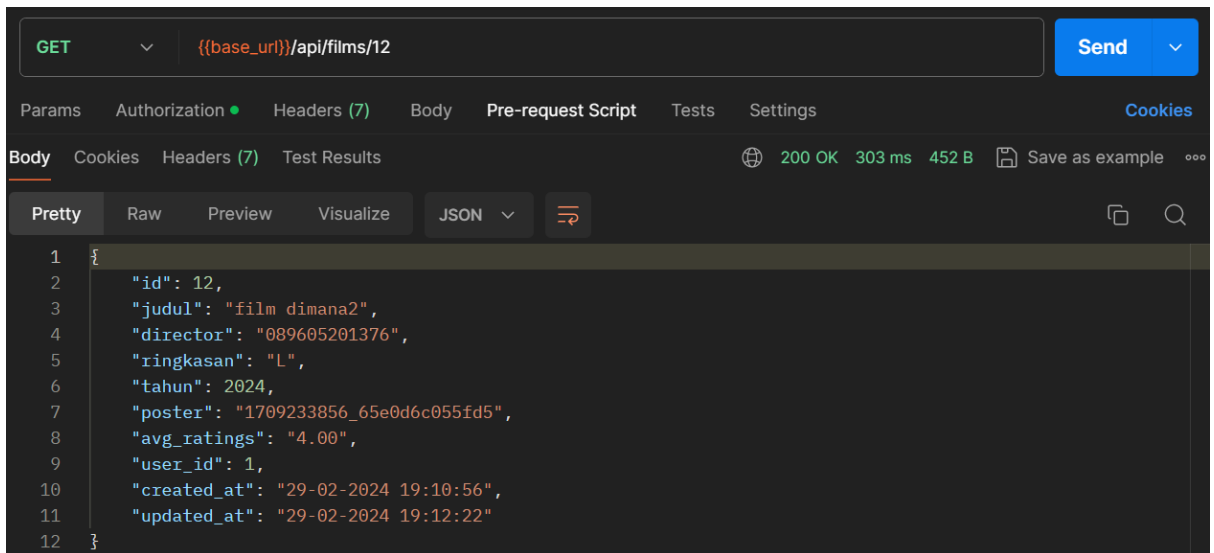 GET {{base_url}}/api/films/12 Send
Params Authorization Headers (7) Body Pre-request Script Tests Settings Cookies
Body Cookies Headers (7) Test Results 200 OK 303 ms 452 B Save as example
Pretty Raw Preview Visualize JSON
1 {
2 "id": 12,
3 "judul": "film dimana2",
4 "director": "089605201376",
5 "ringkasan": "L",
6 "tahun": 2024,
7 "poster": "1709233856_65e0d6c055fd5",
8 "avg_ratings": "4.00",
9 "user_id": 1,
10 "created_at": "29-02-2024 19:10:56",
11 "updated_at": "29-02-2024 19:12:22"
12 }